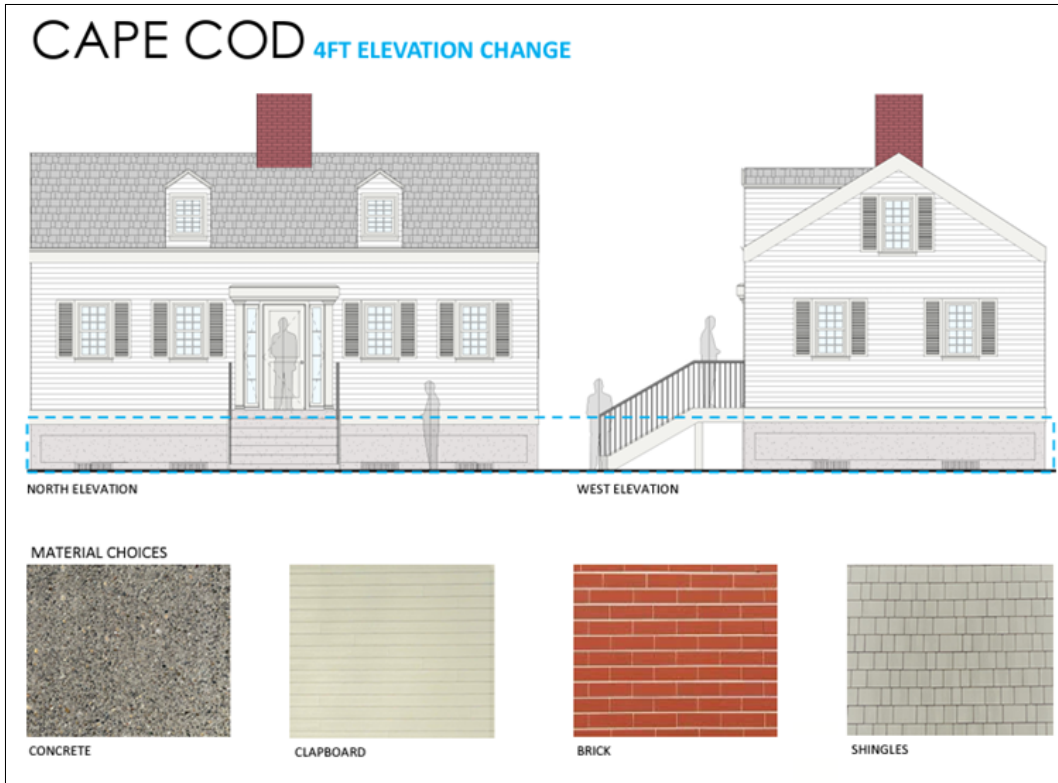 CAPE COD 4FT ELEVATION CHANGE
NORTH ELEVATION
WEST ELEVATION
MATERIAL CHOICES
CONCRETE
CLAPBOARD
BRICK
SHINGLES